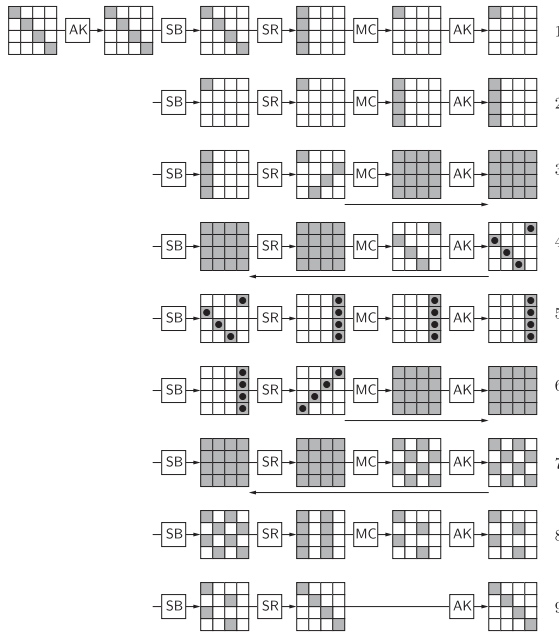 AK SB SR MC AK 1
SB SR MC AK 2
SB SR MC AK 3
SB SR MC AK 4
SB SR MC AK 5
SB SR MC AK 6
SB SR MC AK 7
SB SR MC AK 8
SB SR AK 9